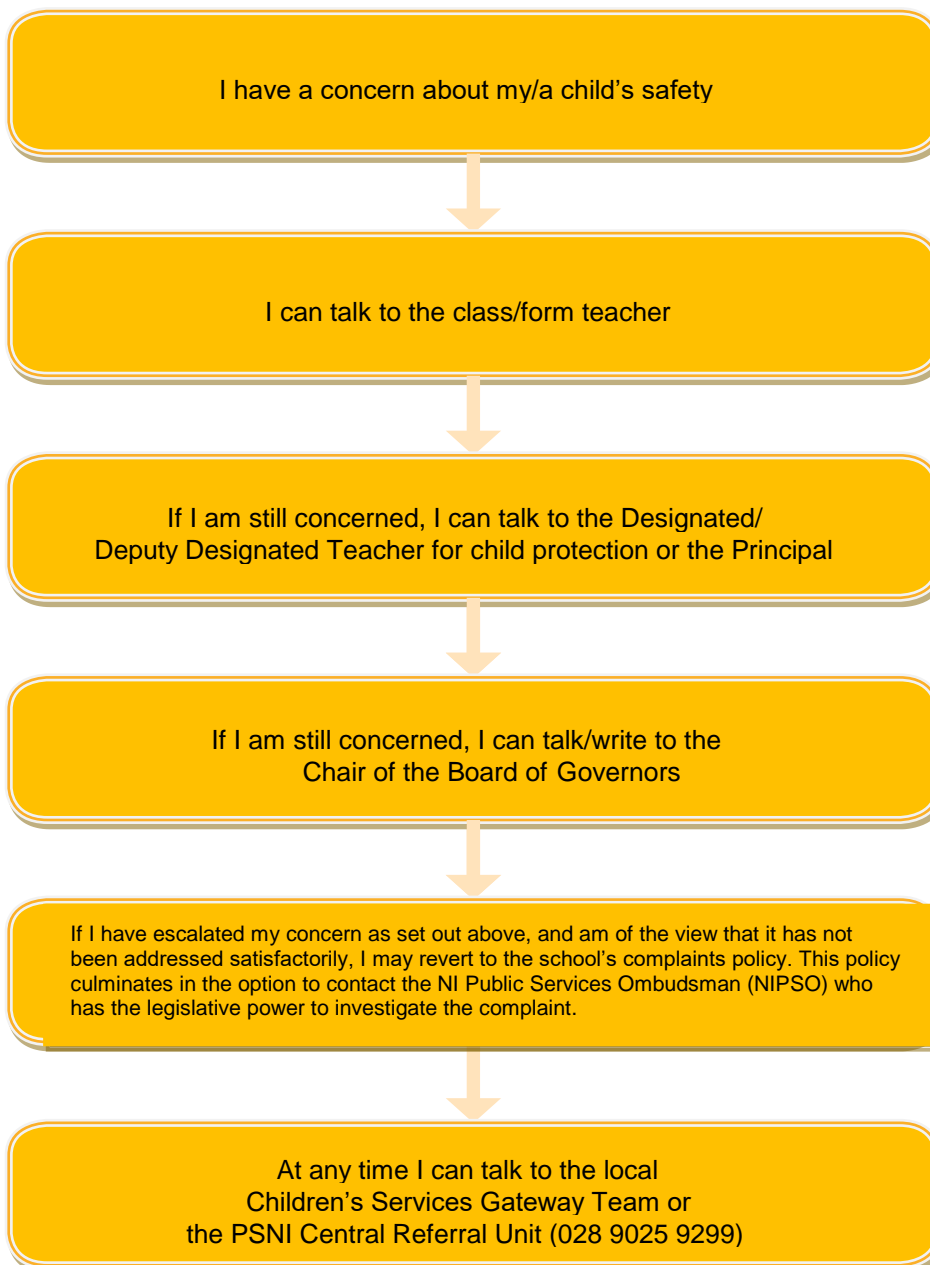 I have a concern about my/a child's safety
I can talk to the class/form teacher
If I am still concerned, I can talk to the Designated/
Deputy Designated Teacher for child protection or the Principal
If I am still concerned, I can talk/write to the
Chair of the Board of Governors
If I have escalated my concern as set out above, and am of the view that it has not
been addressed satisfactorily, I may revert to the school's complaints policy. This policy
culminates in the option to contact the NI Public Services Ombudsman (NIPSO) who
has the legislative power to investigate the complaint.
At any time I can talk to the local
Children's Services Gateway Team or
the PSNI Central Referral Unit (028 9025 9299)